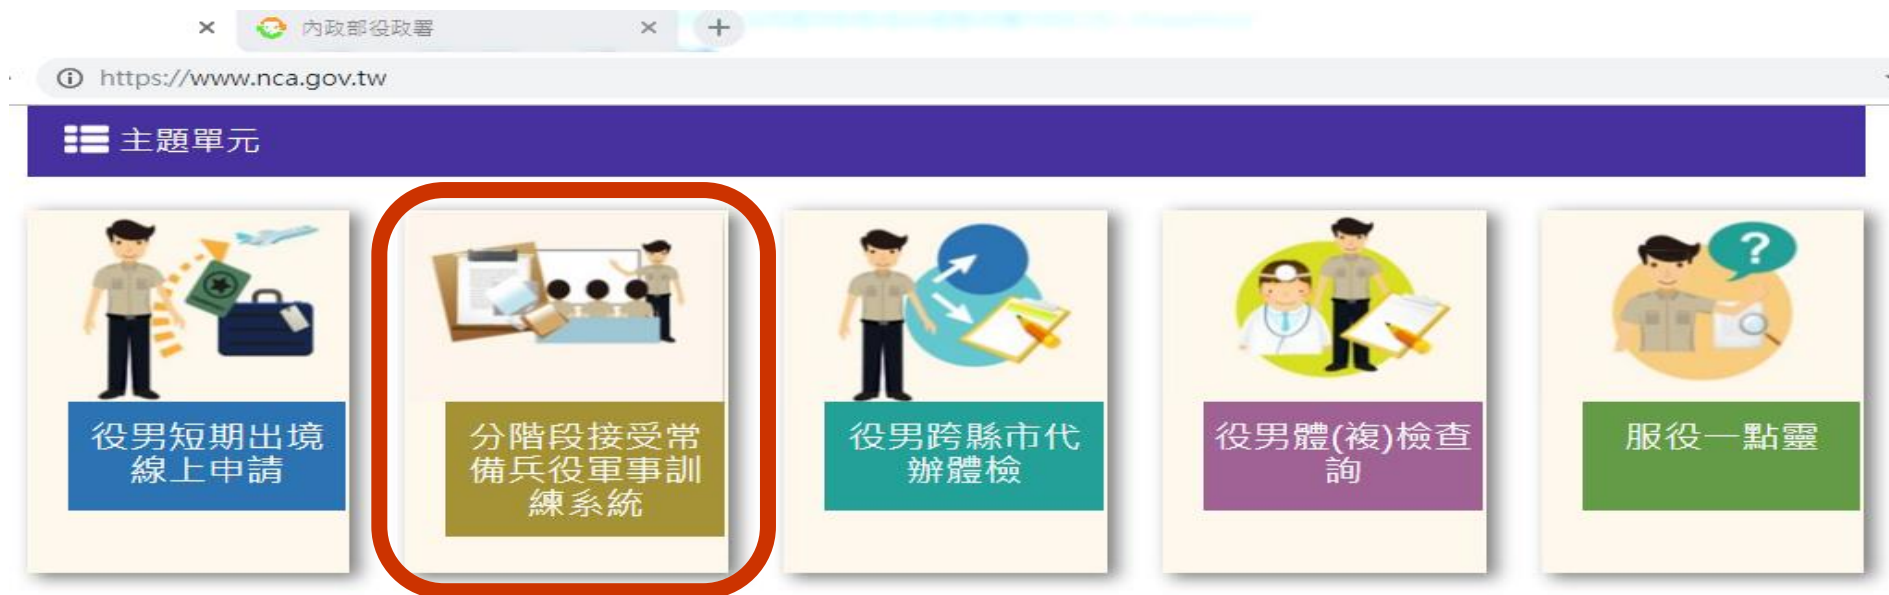 內政部役政署
https://www.nca.gov.tw
主題單元
役男短期出境
線上申請
分階段接受常
備兵役軍事訓
練系統
役男跨縣市代
辦體檢
役男體(複)檢查
詢
服役一點靈
?